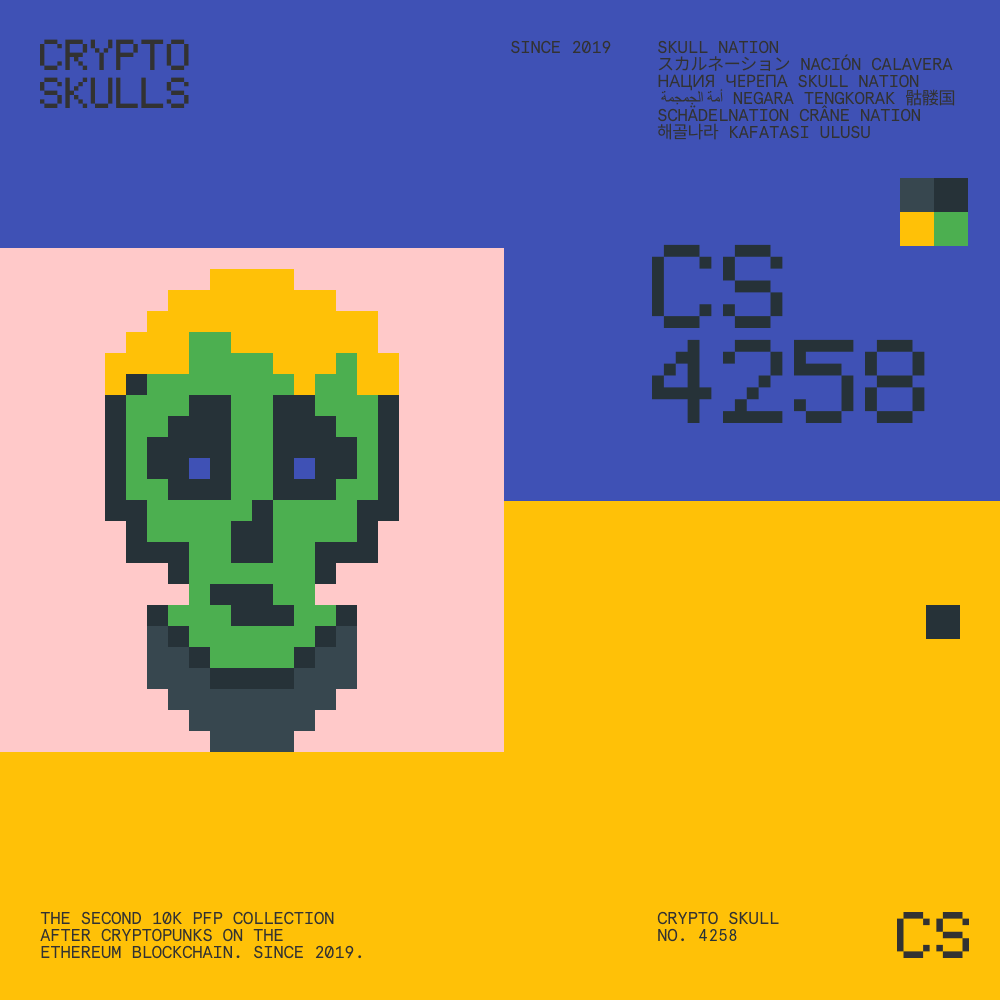 CRYPTO
SKULLS
SINCE 2019
SKULL NATION
スカルネーション NACIÓN CALAVERA
НАЦИЯ ЧЕРЕПА SKULL NATION
أمة الجمجمة NEGARA TENGKORAK 骷髅国
SCHÄDELNATION CRÂNE NATION
해골나라 KAFATASI ULUSU
CS
4258
THE SECOND 10K PFP COLLECTION
AFTER CRYPTOPUNKS ON THE
ETHEREUM BLOCKCHAIN. SINCE 2019.
CRYPTO SKULL
NO. 4258
CS